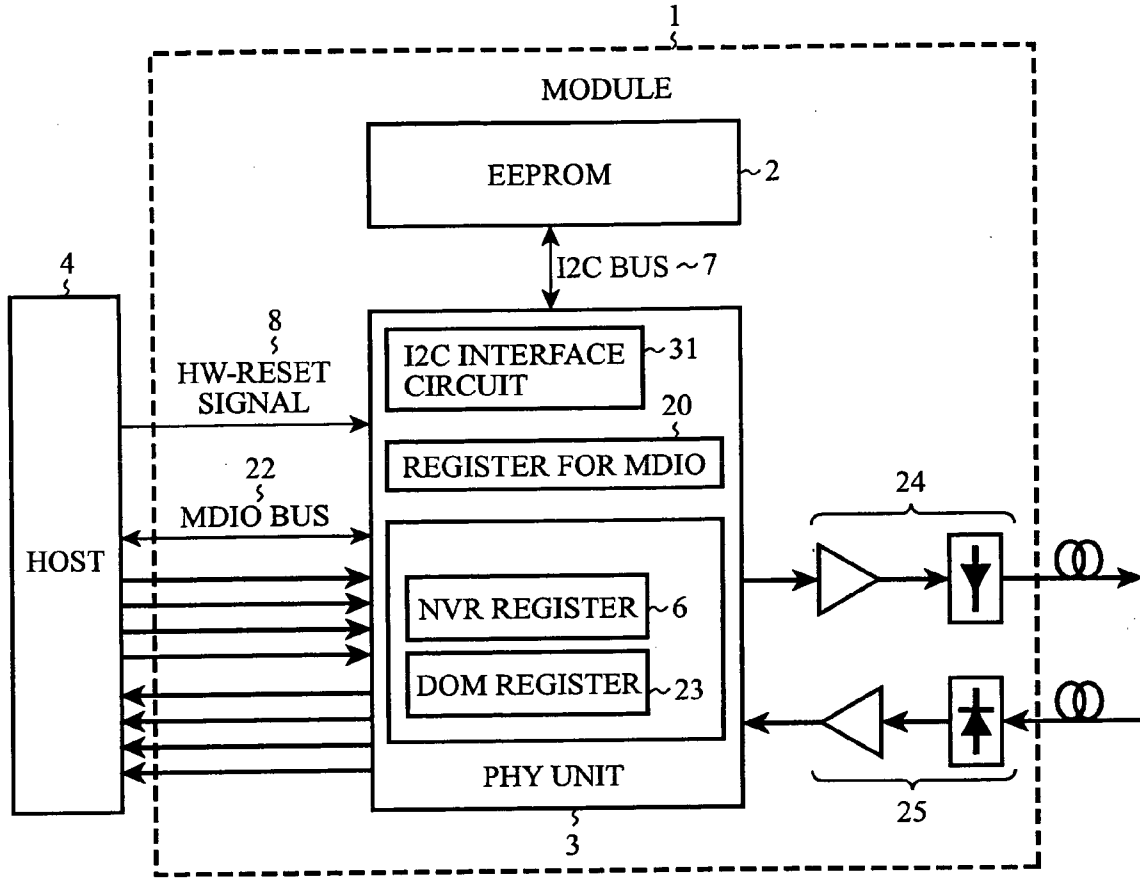 1
MODULE
EEPROM
~2
I2C BUS ~7
4
8
HW-RESET
SIGNAL
I2C INTERFACE
CIRCUIT
~31
20
REGISTER FOR MDIO
22
MDIO BUS
HOST
24
NVR REGISTER
~6
DOM REGISTER
~23
PHY UNIT
25
3